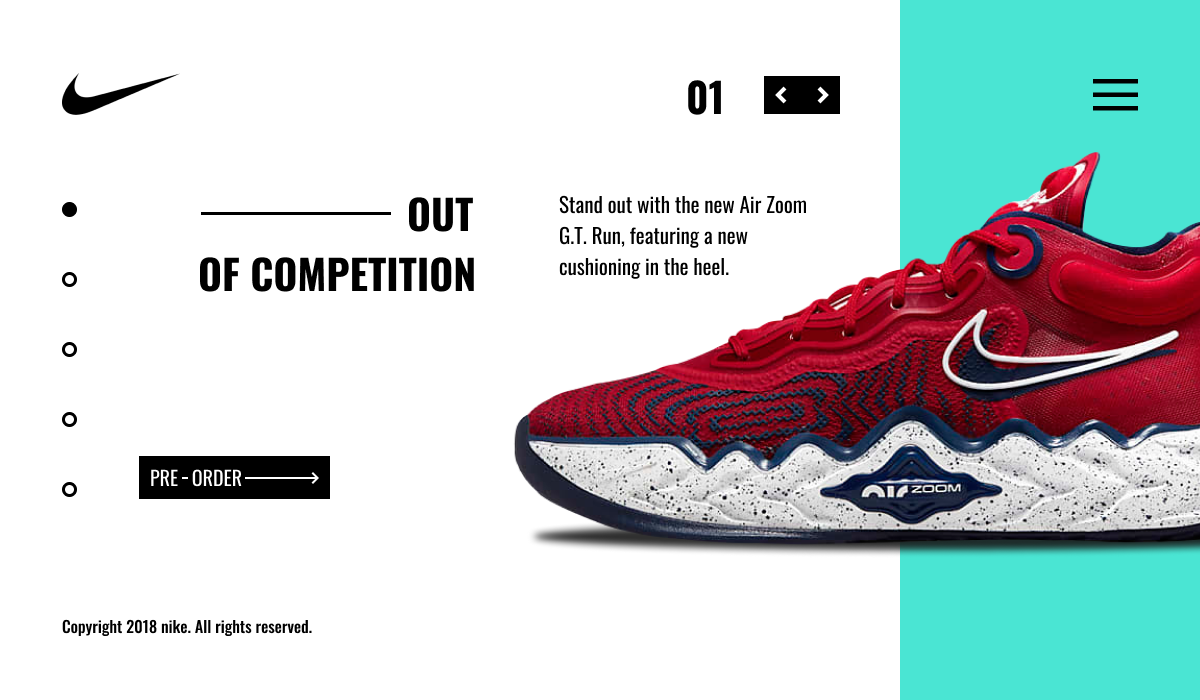 01
OUT
OF COMPETITION
Stand out with the new Air Zoom
G.T. Run, featuring a new
cushioning in the heel.
air ZOOM
PRE - ORDER
Copyright 2018 nike. All rights reserved.